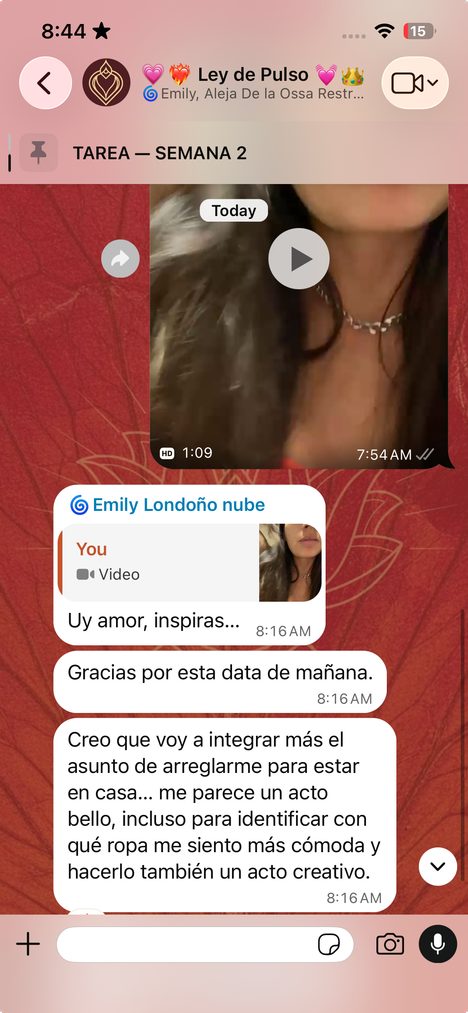 8:44
15
Ley de Pulso
Emily, Aleja De la Ossa Restr...
TAREA — SEMANA 2
Today
HD 1:09
7:54 AM
Emily Londoño nube
You
Video
Uy amor, inspiras...
8:16 AM
Gracias por esta data de mañana.
8:16 AM
Creo que voy a integrar más el
asunto de arreglarme para estar
en casa... me parece un acto
bello, incluso para identificar con
qué ropa me siento más cómoda y
hacerlo también un acto creativo.
8:16 AM